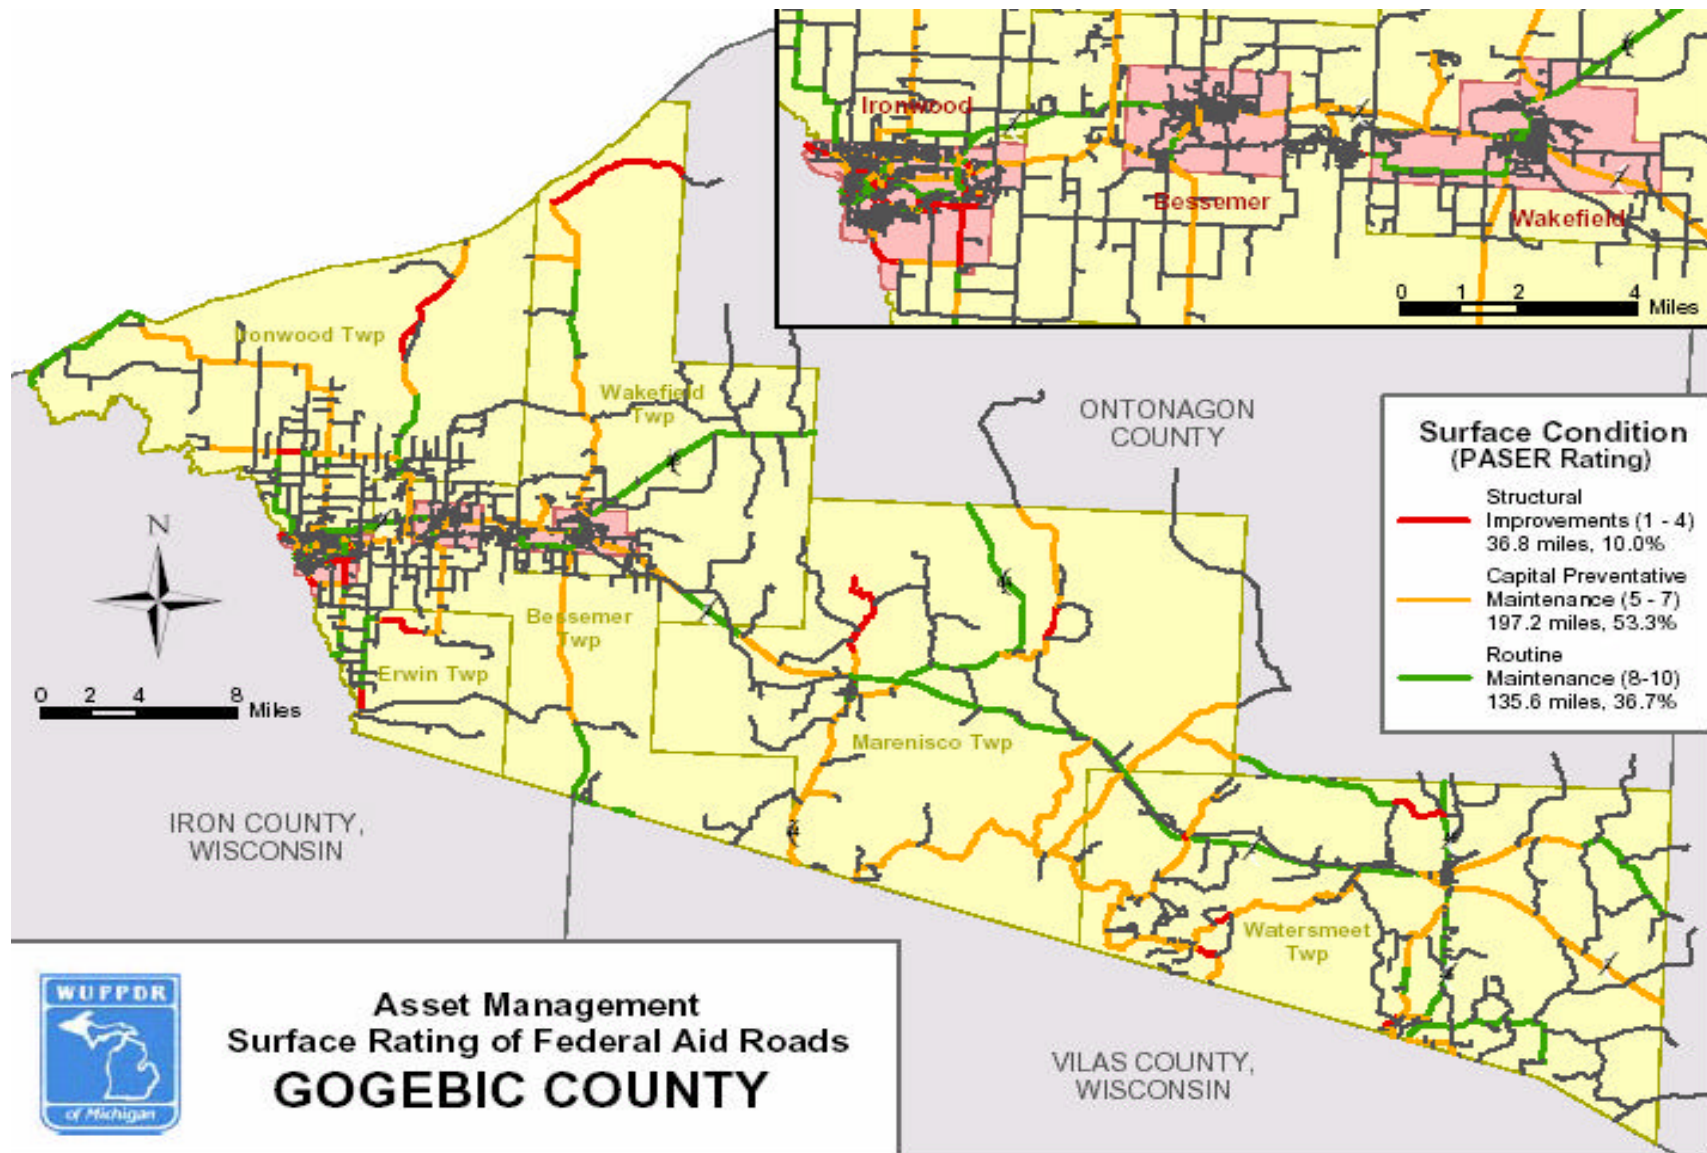 Ironwood
Bessemer
Wakefield
0 1 2 4 Miles
Ironwood Twp
Wakefield
Twp
ONTONAGON
COUNTY
Surface Condition
(PASER Rating)
Structural
Improvements (1 - 4)
36.8 miles, 10.0%
Capital Preventative
Maintenance (5 - 7)
197.2 miles, 53.3%
Routine
Maintenance (8-10)
135.6 miles, 36.7%
N
Bessemer
Twp
Erwin Twp
0 2 4 8 Miles
Marenisco Twp
IRON COUNTY,
WISCONSIN
Watersmeet
Twp
VILAS COUNTY,
WISCONSIN
WUPPDR
of Michigan
Asset Management
Surface Rating of Federal Aid Roads
GOGEBIC COUNTY